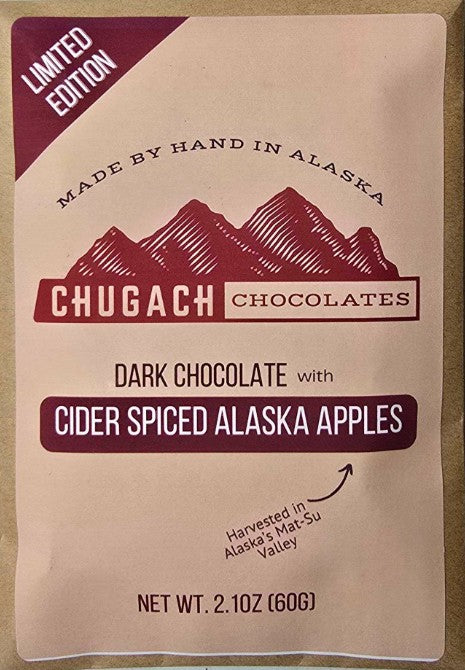 LIMITED
EDITION
MADE BY HAND IN ALASKA
CHUGACH CHOCOLATES
DARK CHOCOLATE with
CIDER SPICED ALASKA APPLES
Harvested in
Alaska's Mat-Su
Valley
NET WT. 2.1OZ (60G)